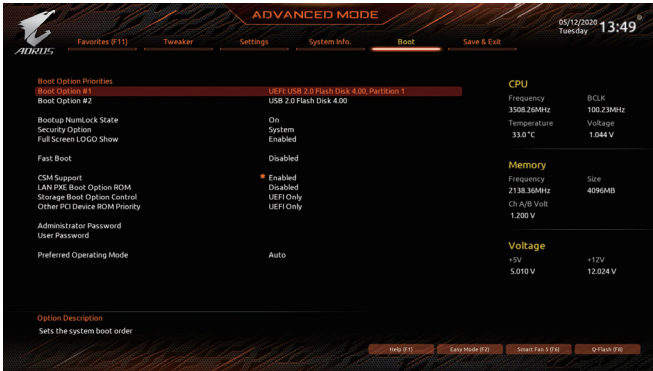 ADVANCED MODE
05/12/2020 Tuesday 13:49
AORUS
Favorites (F11) Tweaker Settings System Info. Boot Save & Exit
Boot Option Priorities
Boot Option #1 UEFI: USB 2.0 Flash Disk 4.00, Partition 1
Boot Option #2 USB 2.0 Flash Disk 4.00
Bootup NumLock State On
Security Option System
Full Screen LOGO Show Enabled
Fast Boot Disabled
CSM Support * Enabled
LAN PXE Boot Option ROM Disabled
Storage Boot Option Control UEFI Only
Other PCI Device ROM Priority UEFI Only
Administrator Password
User Password
Preferred Operating Mode Auto
CPU
Frequency BCLK
3508.26MHz 100.23MHz
Temperature Voltage
33.0 °C 1.044 V
Memory
Frequency Size
2138.36MHz 4096MB
Ch A/B Volt
1.200 V
Voltage
+5V +12V
5.010 V 12.024 V
Option Description
Sets the system boot order
Help (F1) Easy Mode (F2) Smart Fan 5 (F6) Q-Flash (F8)